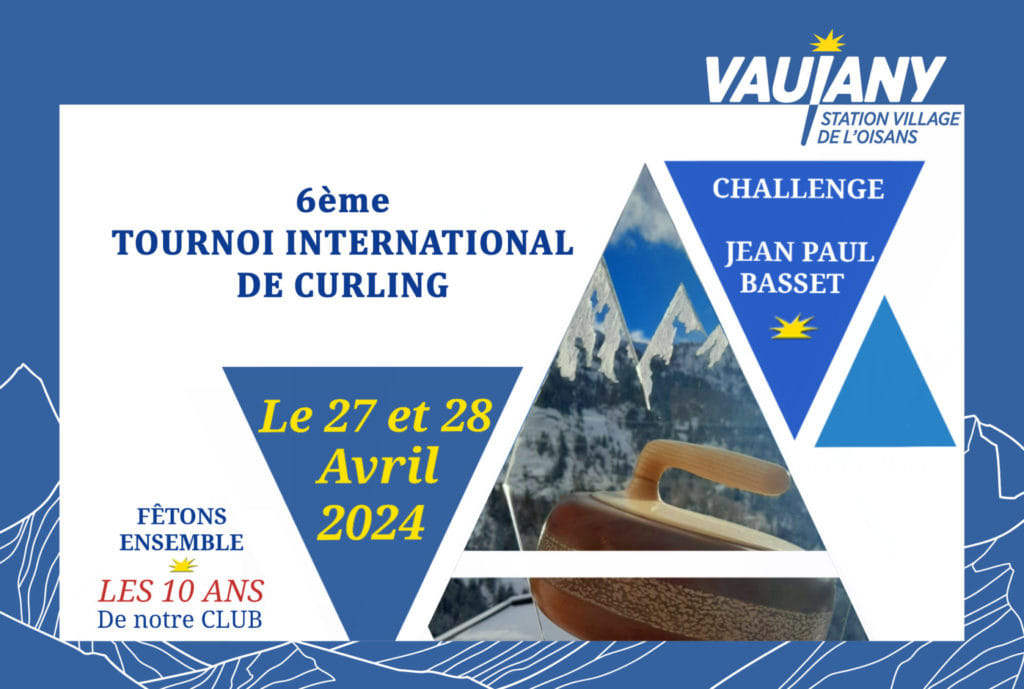 VAUJANY
STATION VILLAGE
DE L'OISANS
6ème
TOURNOI INTERNATIONAL
DE CURLING
CHALLENGE
JEAN PAUL
BASSET
Le 27 et 28
Avril
2024
FÊTONS
ENSEMBLE
LES 10 ANS
De notre CLUB